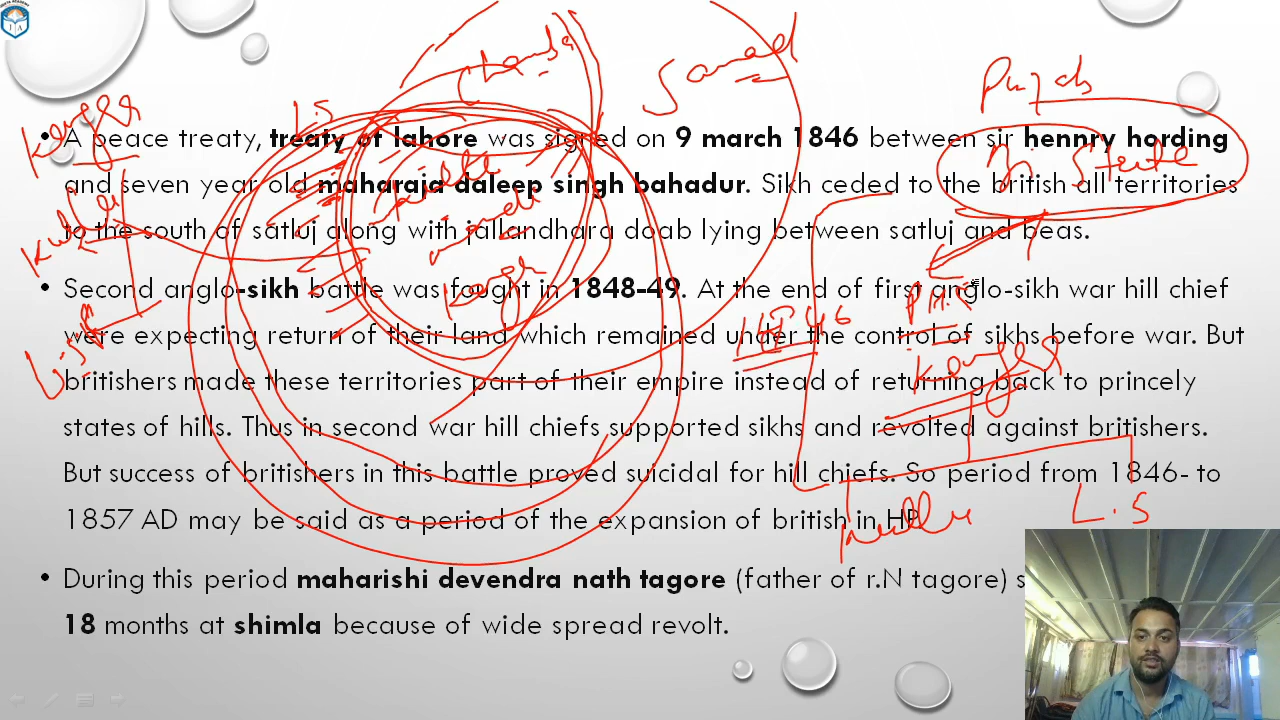 • A peace treaty, treaty of lahore was signed on 9 march 1846 between sir hennry hording
and seven year old maharaja daleep singh bahadur. Sikh ceded to the british all territories
to the south of satluj along with jallandhara doab lying between satluj and beas.
• Second anglo-sikh battle was fought in 1848-49. At the end of first anglo-sikh war hill chief
were expecting return of their land which remained under the control of sikhs before war. But
britishers made these territories part of their empire instead of returning back to princely
states of hills. Thus in second war hill chiefs supported sikhs and revolted against britishers.
But success of britishers in this battle proved suicidal for hill chiefs. So period from 1846- to
1857 AD may be said as a period of the expansion of british in HP.
• During this period maharishi devendra nath tagore (father of r.N tagore) s
18 months at shimla because of wide spread revolt.
Sanad
L.S
Mandi
State
1846
Kangra
Kullu
L.S